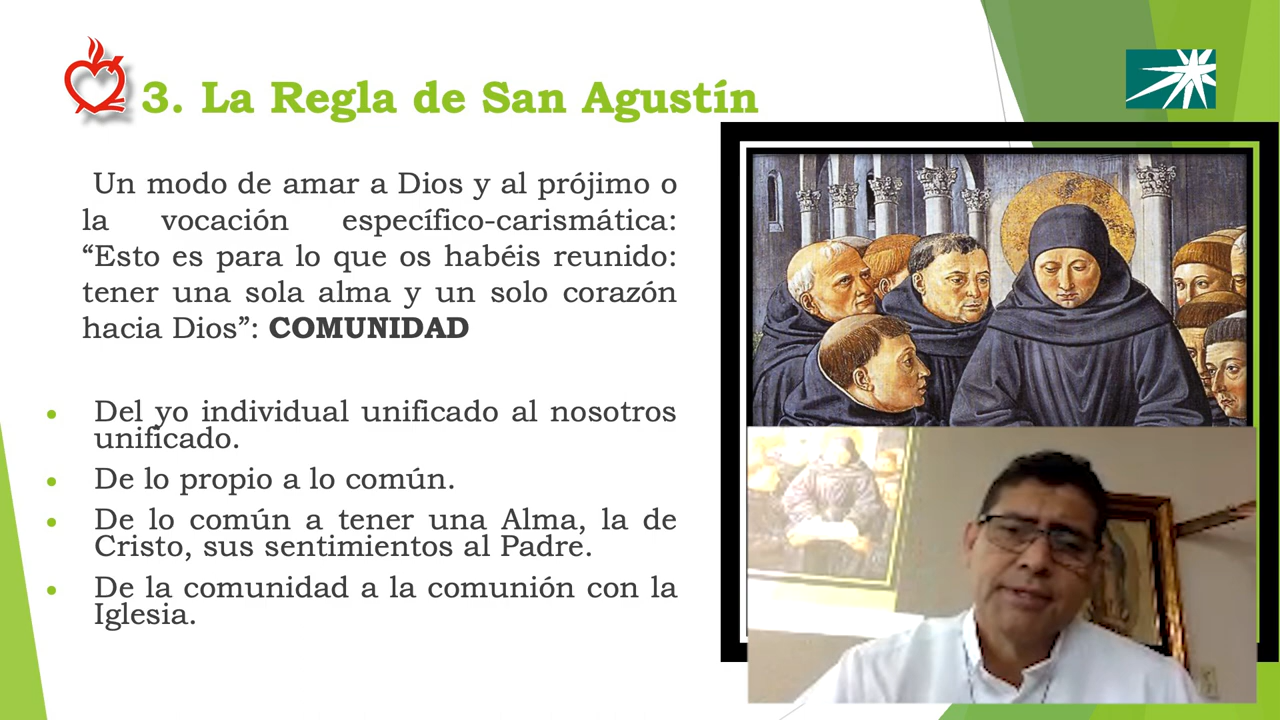 3. La Regla de San Agustín
Un modo de amar a Dios y al prójimo o
la vocación específico-carismática:
“Esto es para lo que os habéis reunido:
tener una sola alma y un solo corazón
hacia Dios”: COMUNIDAD
• Del yo individual unificado al nosotros
unificado.
• De lo propio a lo común.
• De lo común a tener una Alma, la de
Cristo, sus sentimientos al Padre.
• De la comunidad a la comunión con la
Iglesia.